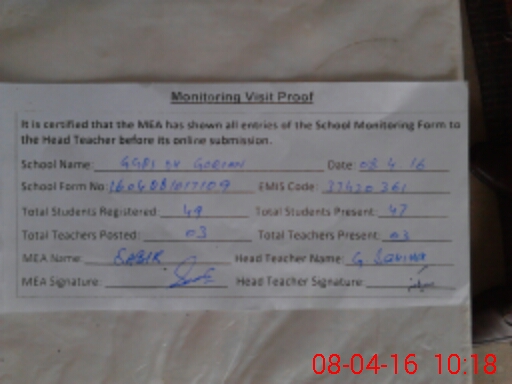 Monitoring Visit Proof
It is certified that the MEA has shown all entries of the School Monitoring Form to
the Head Teacher before its online submission.
School Name: GGPS DK GORIAN Date: 08.4.16
School Form No: EMIS Code: 37420361
Total Students Registered: 49 Total Students Present: 47
Total Teachers Posted: 03 Total Teachers Present: 03
MEA Name: SABIR Head Teacher Name: G.
MEA Signature: Head Teacher Signature:
08-04-16 10:18